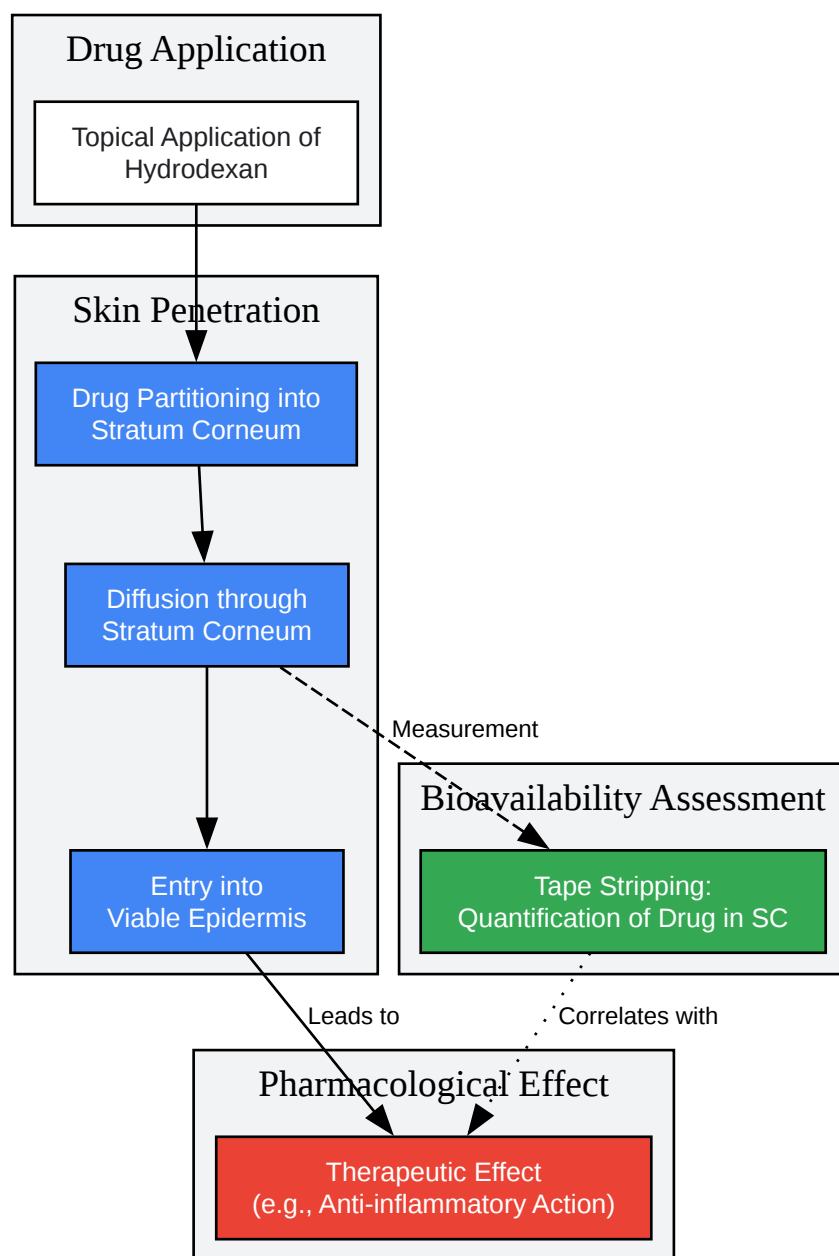 Drug Application
Topical Application of
Hydrodexan
Skin Penetration
Drug Partitioning into
Stratum Corneum
Diffusion through
Stratum Corneum
Measurement
Bioavailability Assessment
Entry into
Viable Epidermis
Tape Stripping:
Quantification of Drug in SC
Leads to
Correlates with
Pharmacological Effect
Therapeutic Effect
(e.g., Anti-inflammatory Action)